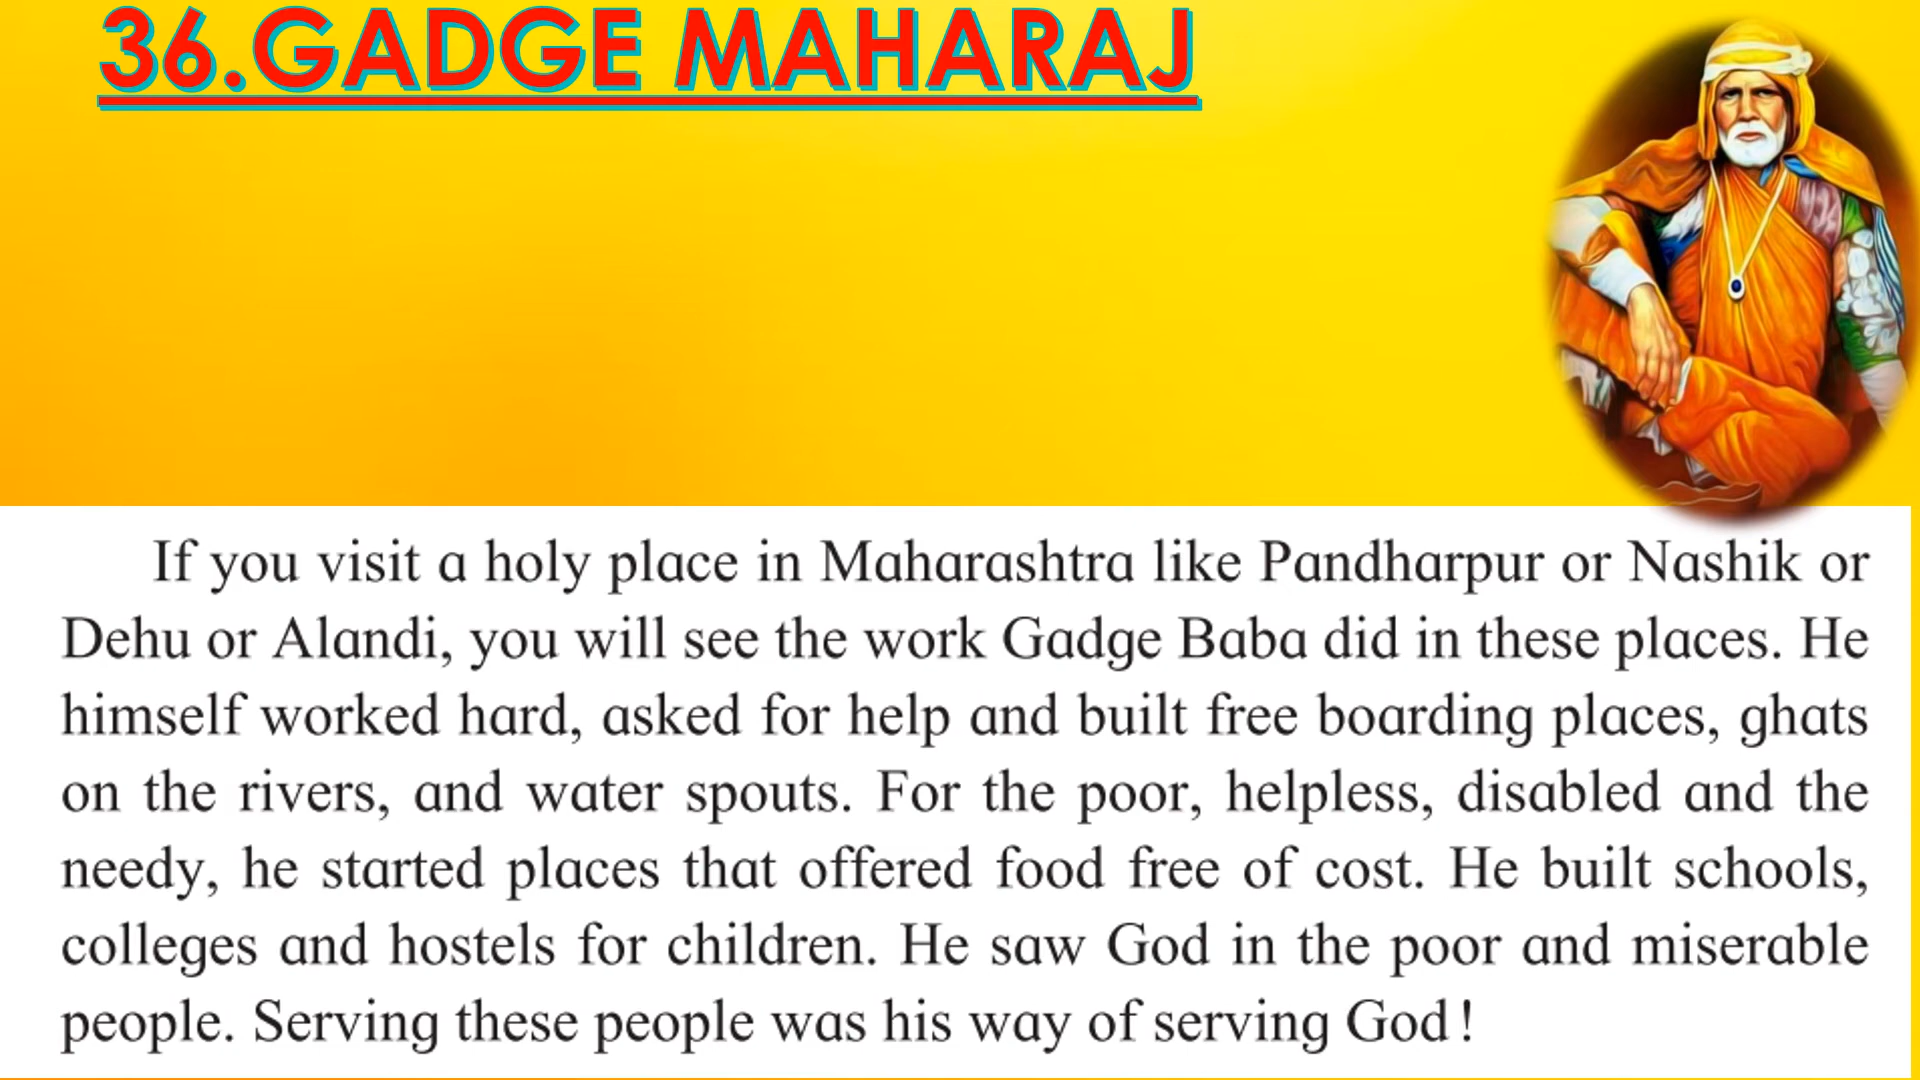 36.GADGE MAHARAJ
If you visit a holy place in Maharashtra like Pandharpur or Nashik or
Dehu or Alandi, you will see the work Gadge Baba did in these places. He
himself worked hard, asked for help and built free boarding places, ghats
on the rivers, and water spouts. For the poor, helpless, disabled and the
needy, he started places that offered food free of cost. He built schools,
colleges and hostels for children. He saw God in the poor and miserable
people. Serving these people was his way of serving God!